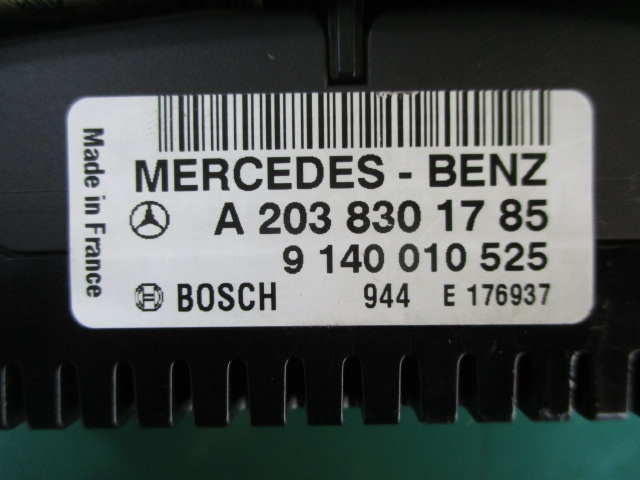 Made in France
MERCEDES - BENZ
A 203 830 17 85
9 140 010 525
BOSCH 944 E 176937